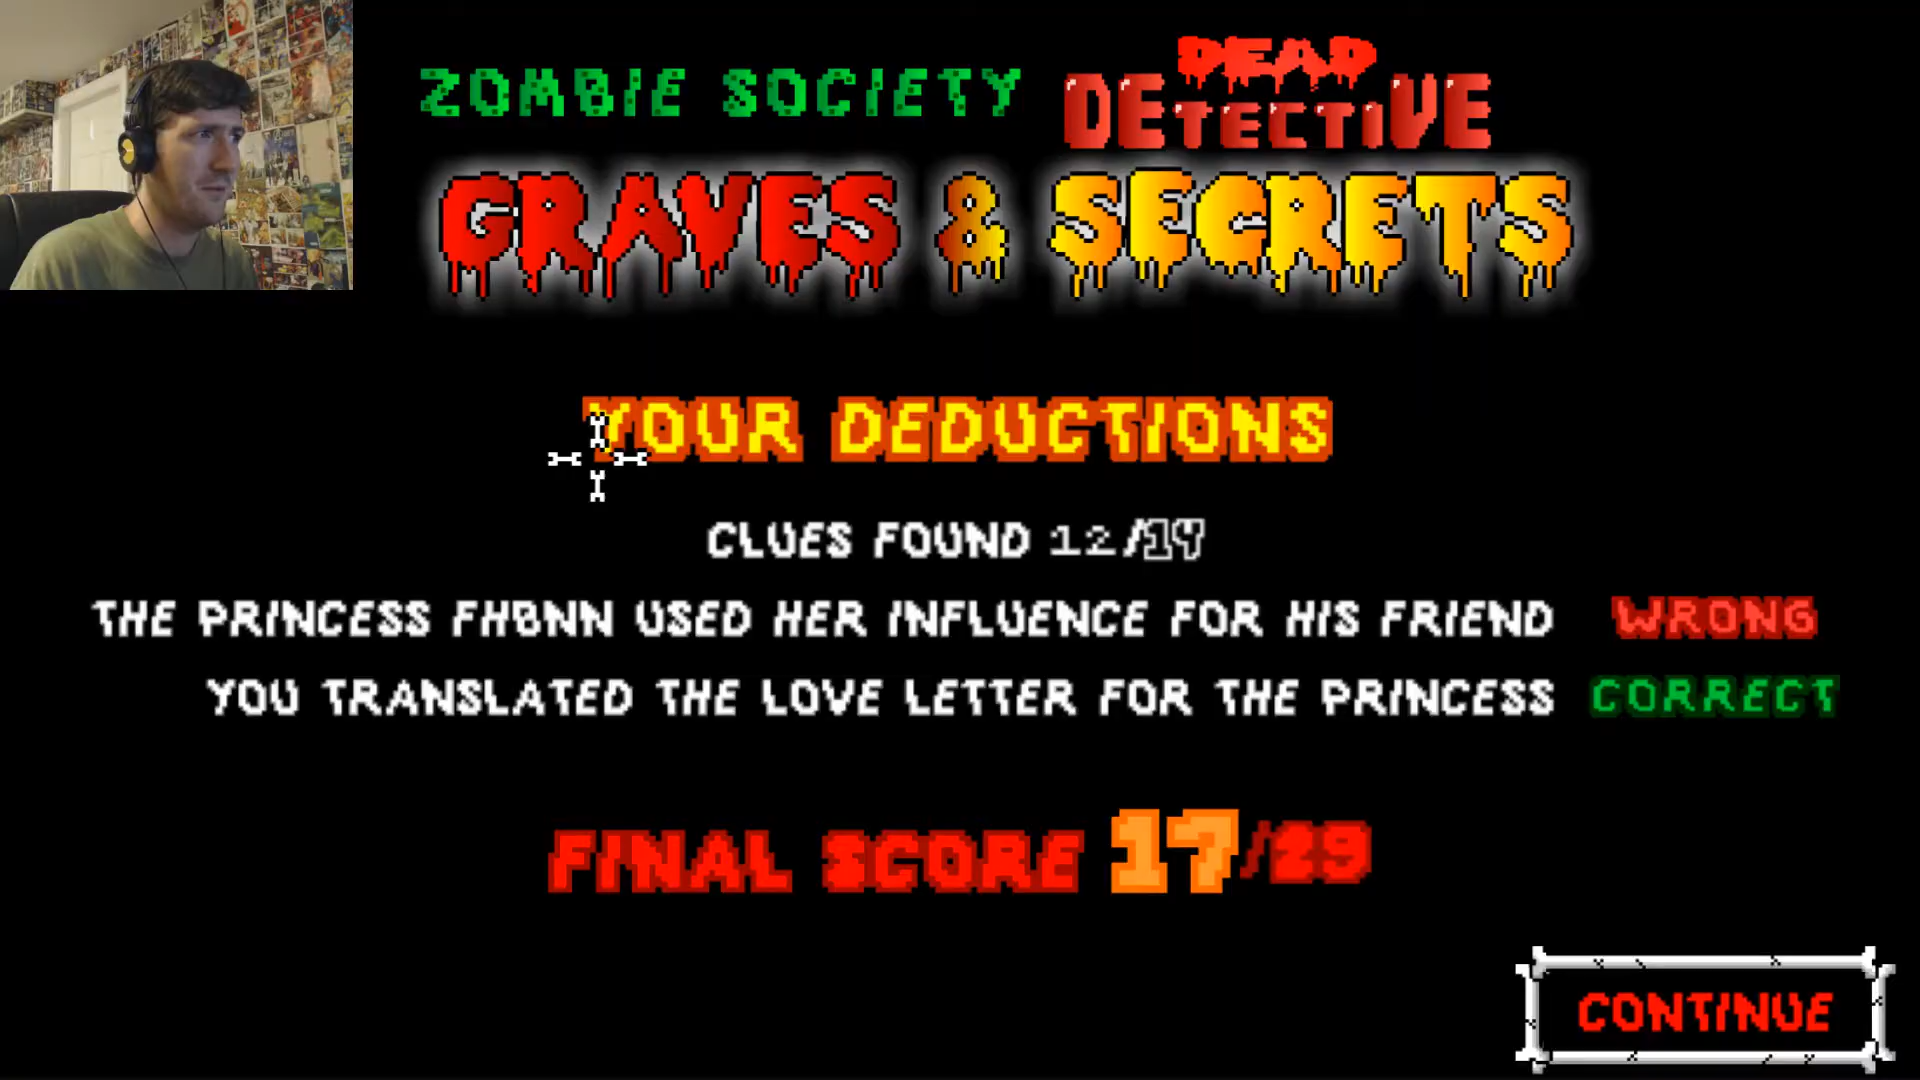 ZOMBIE SOCIETY DEAD DETECTIVE
GRAVES & SECRETS
YOUR DEDUCTIONS
CLUES FOUND 12/14
THE PRINCESS FHBNN USED HER INFLUENCE FOR HIS FRIEND WRONG
YOU TRANSLATED THE LOVE LETTER FOR THE PRINCESS CORRECT
FINAL SCORE 17/29
CONTINUE